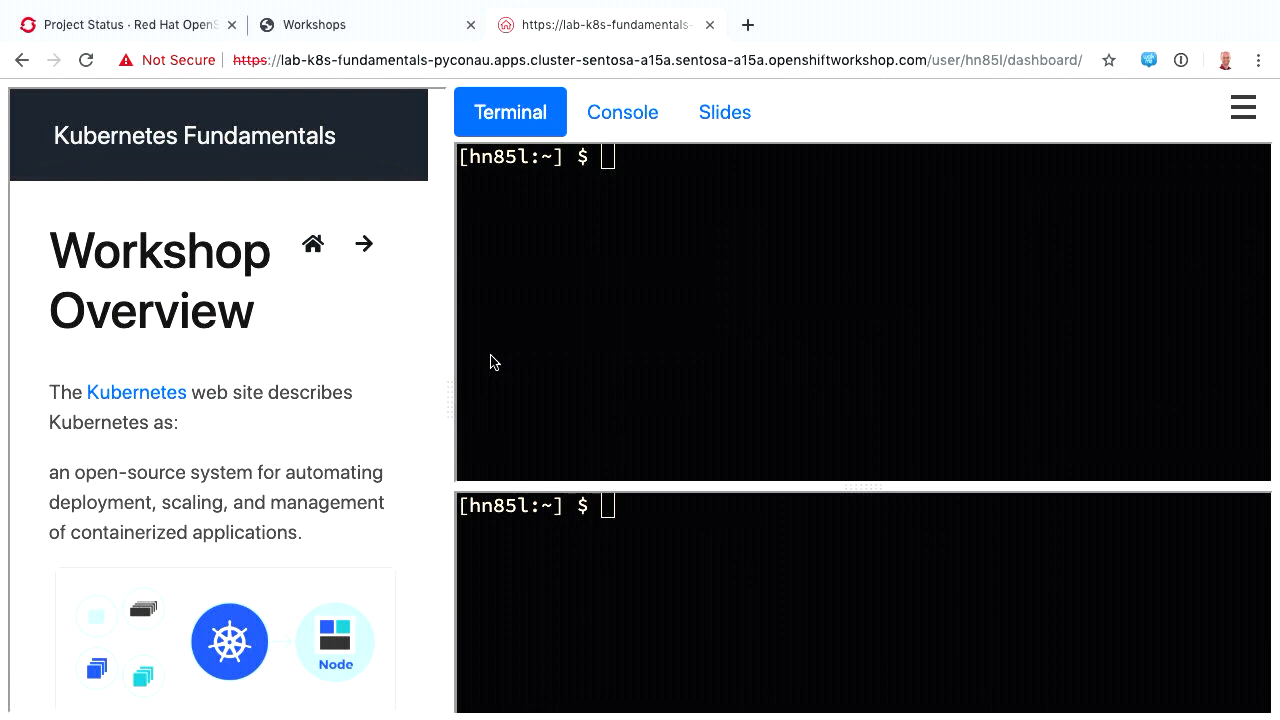 Project Status · Red Hat OpenS
Workshops
https://lab-k8s-fundamentals-
Not Secure
https://lab-k8s-fundamentals-pyconau.apps.cluster-sentosa-a15a.sentosa-a15a.openshiftworkshop.com/user/hn85l/dashboard/
Kubernetes Fundamentals
Terminal
Console
Slides
Workshop
Overview
The Kubernetes web site describes
Kubernetes as:
an open-source system for automating
deployment, scaling, and management
of containerized applications.
Node
[hn85l:~] $
[hn85l:~] $